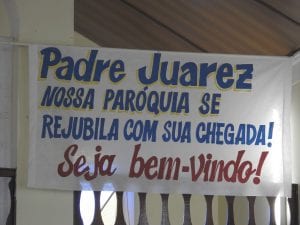 Padre Juarez
NOSSA PARÓQUIA SE
REJUBILA COM SUA CHEGADA!
Seja bem-vindo!